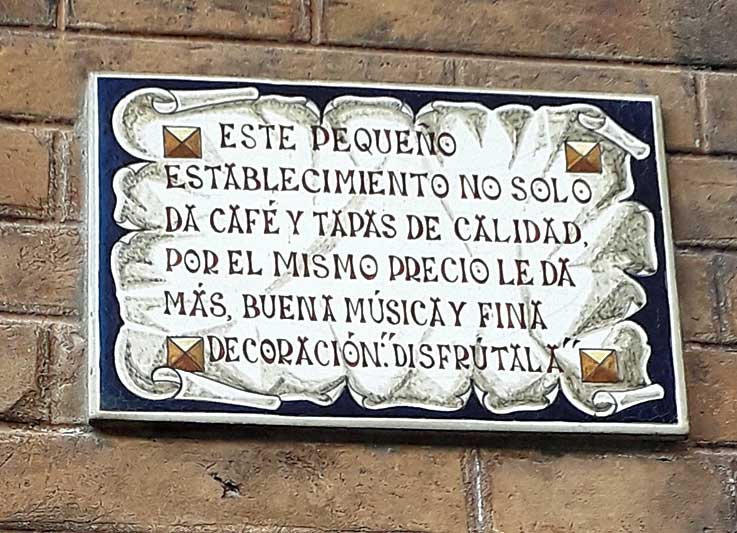 ESTE PEQUEÑO
ESTABLECIMIENTO NO SOLO
DA CAFÉ Y TAPAS DE CALIDAD,
POR EL MISMO PRECIO LE DA
MÁS, BUENA MÚSICA Y FINA
DECORACIÓN:"DISFRÚTALA"